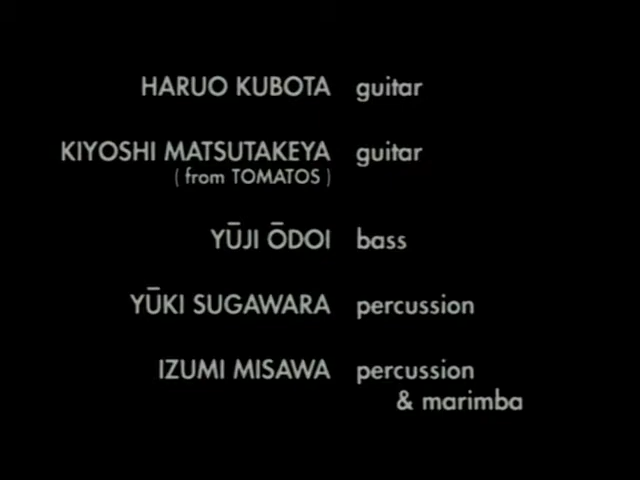 HARUO KUBOTA guitar
KIYOSHI MATSUTAKEYA guitar
( from TOMATOS )
YŪJI ŌDOI bass
YŪKI SUGAWARA percussion
IZUMI MISAWA percussion
& marimba